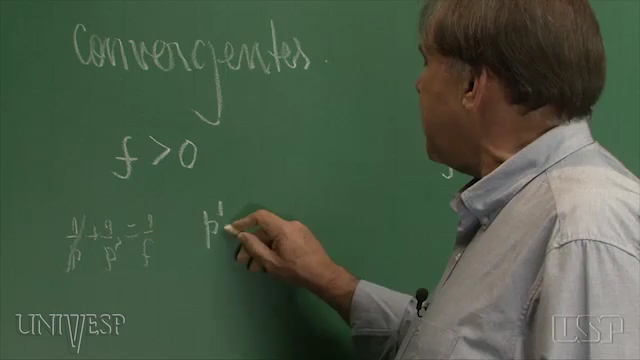 Convergentes.
f > 0
1/p + 1/p' = 1/f p'
UNIVESP USP